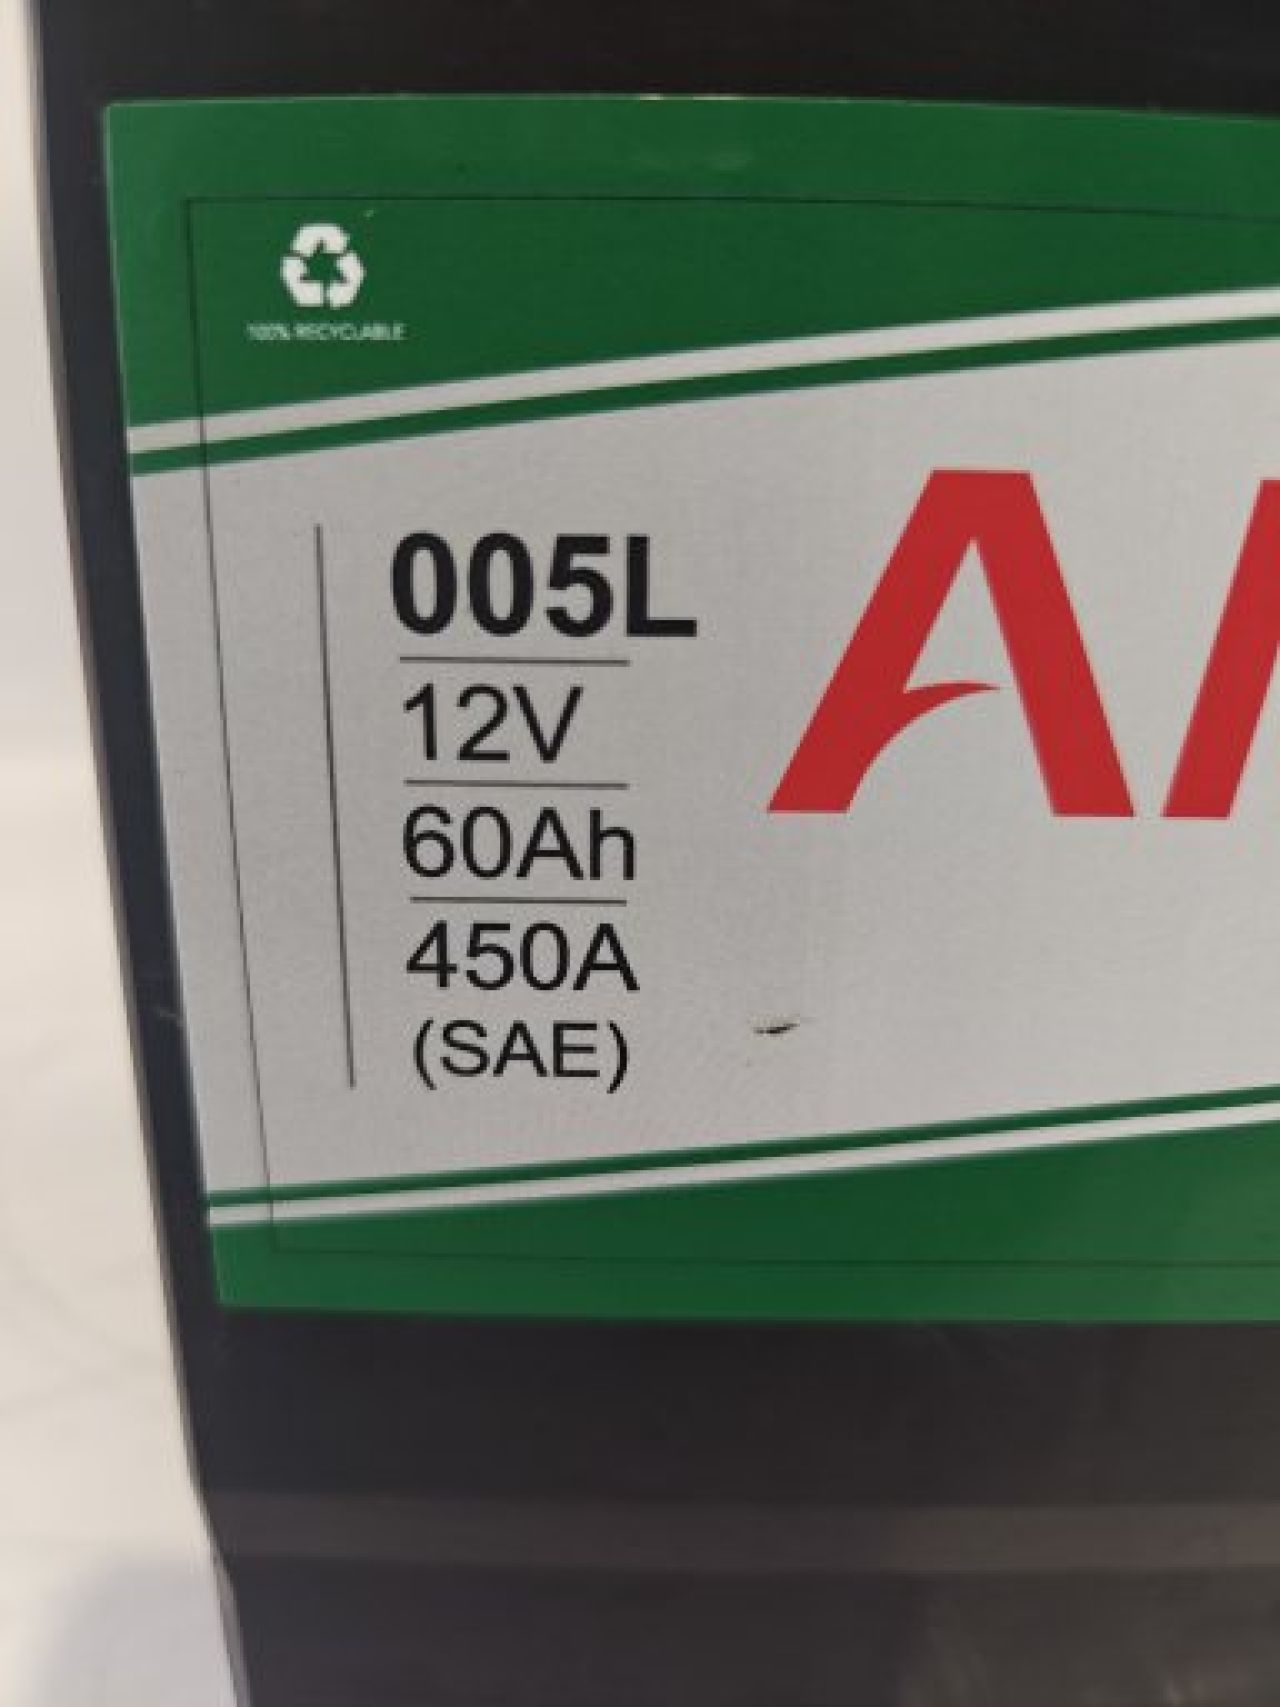 100% RECYCLABLE
005L
12V
60Ah
450A
(SAE)
A